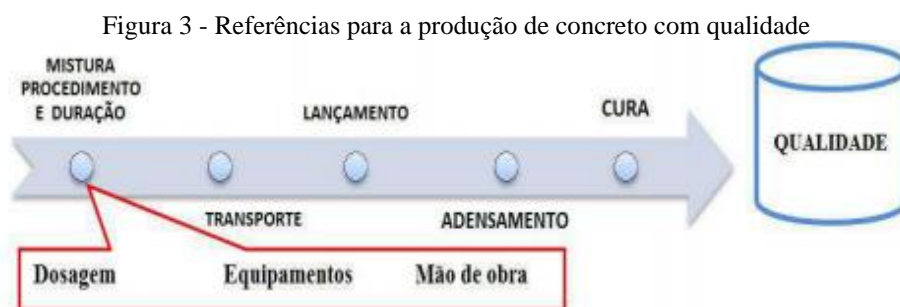 Figura 3 - Referências para a produção de concreto com qualidade
MISTURA
PROCEDIMENTO
E DURAÇÃO
LANÇAMENTO
CURA
QUALIDADE
TRANSPORTE
ADENSAMENTO
Dosagem Equipamentos Mão de obra